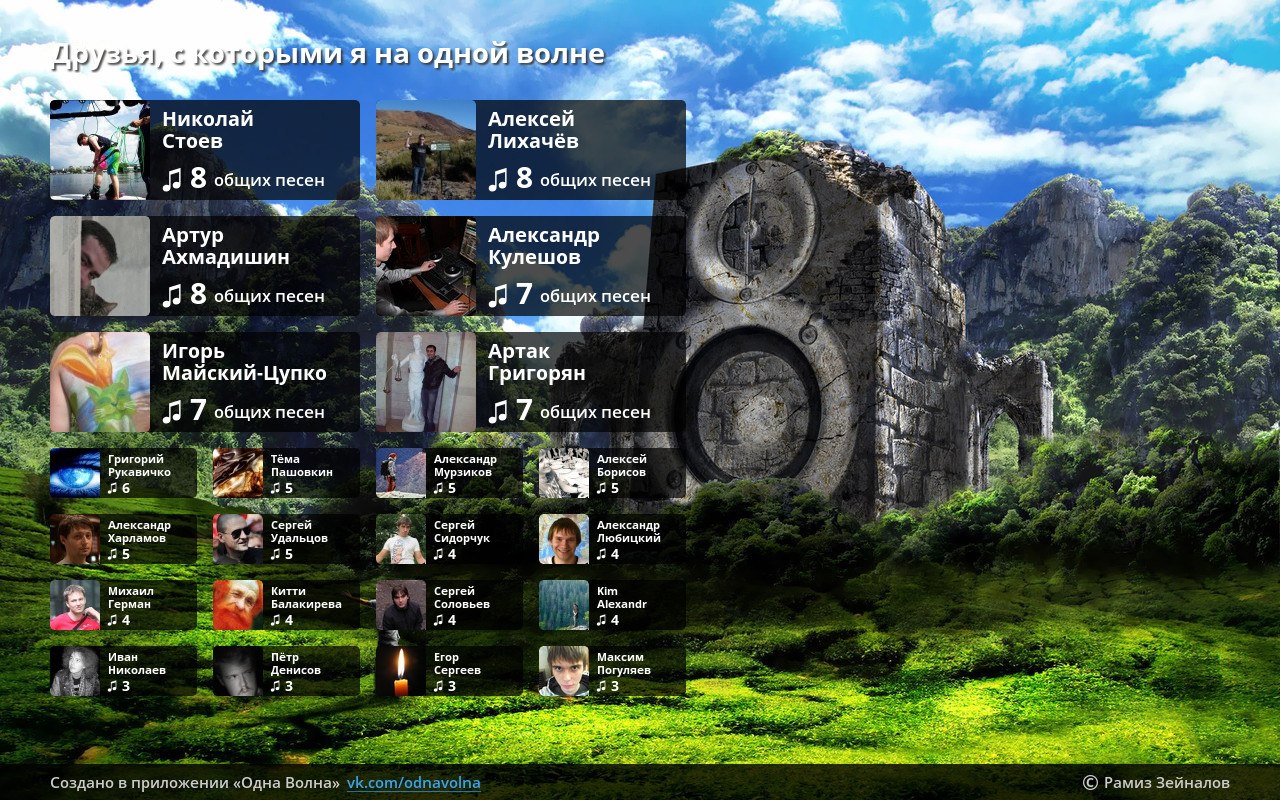 Друзья, с которыми я на одной волне
Николай
Стоев
8 общих песен
Алексей
Лихачёв
8 общих песен
Артур
Ахмадишин
8 общих песен
Александр
Кулешов
7 общих песен
Игорь
Майский-Цупко
7 общих песен
Артак
Григорян
7 общих песен
Григорий
Рукавичко
6
Тёма
Пашовкин
5
Александр
Мурзиков
5
Алексей
Борисов
5
Александр
Харламов
5
Сергей
Удальцов
5
Сергей
Сидорчук
4
Александр
Любицкий
4
Михаил
Герман
4
Китти
Балакирева
4
Сергей
Соловьев
4
Kim
Alexandr
4
Иван
Николаев
3
Пётр
Денисов
3
Егор
Сергеев
3
Максим
Погуляев
3
Создано в приложении «Одна Волна» vk.com/odnavolna
© Рамиз Зейналов